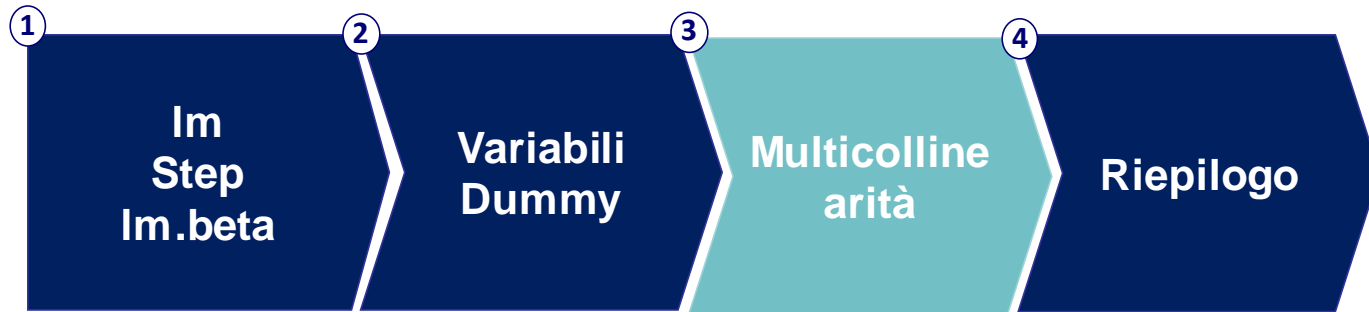 1
lm
Step
lm.beta
2
Variabili
Dummy
3
Multicolline
arità
4
Riepilogo